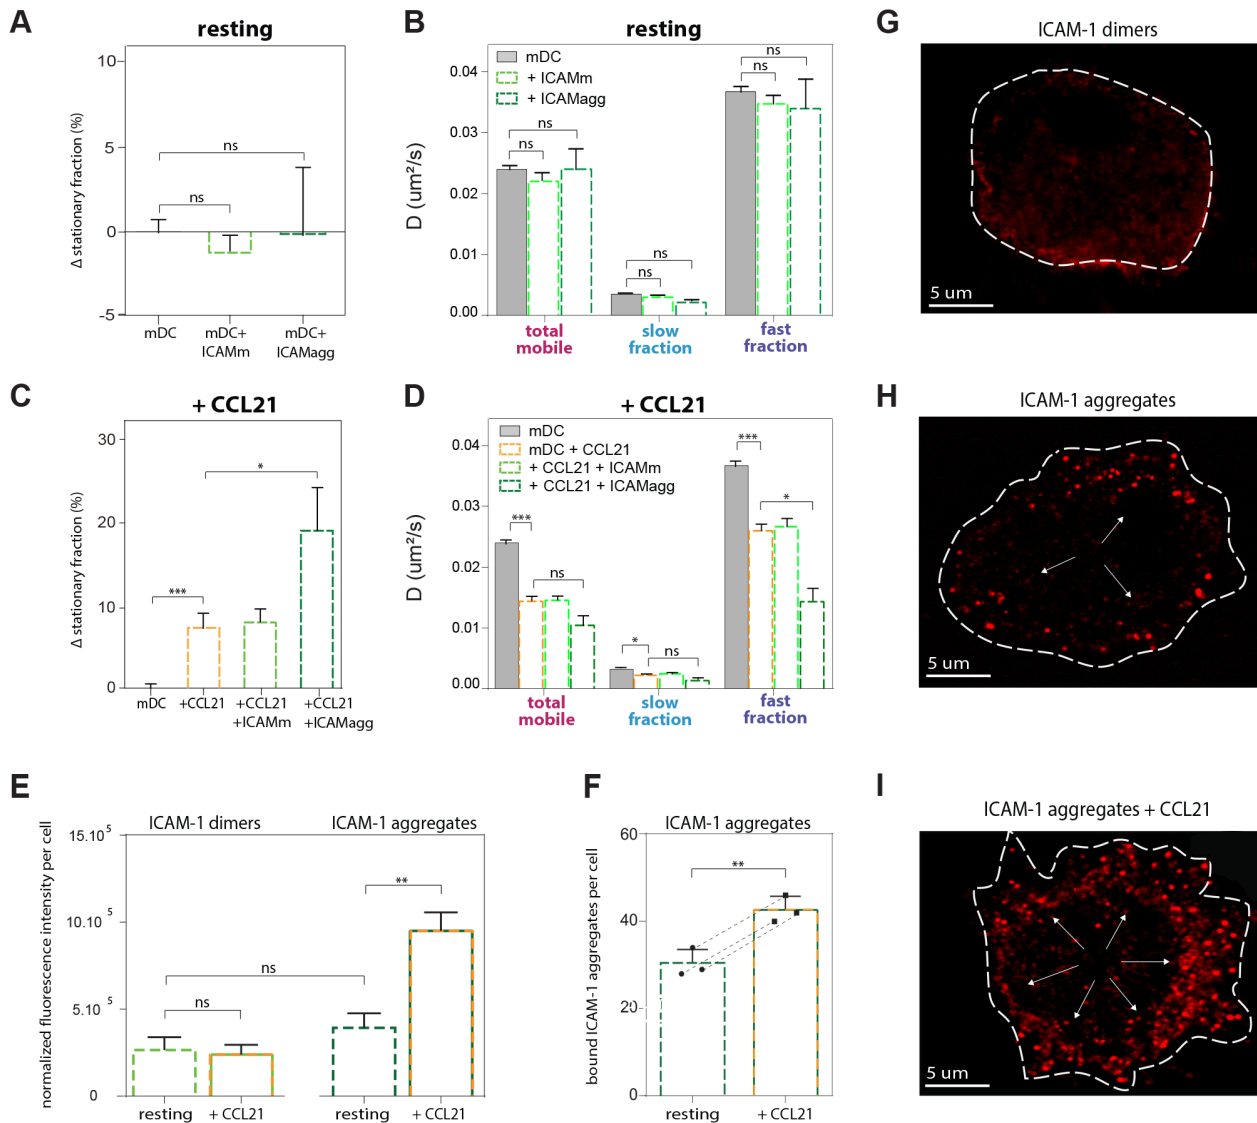 A
resting
Δ stationary fraction (%)
10
5
0
-5
ns
ns
mDC
mDC+
ICAMm
mDC+
ICAMagg
B
resting
D (um²/s)
0.04
0.03
0.02
0.01
0.00
mDC
+ ICAMm
+ ICAMagg
ns
ns
ns
ns
ns
ns
total
mobile
slow
fraction
fast
fraction
G
ICAM-1 dimers
5 um
C
+ CCL21
Δ stationary fraction (%)
30
20
10
0
***
*
mDC
+CCL21
+CCL21
+ICAMm
+CCL21
+ICAMagg
D
+ CCL21
D (um²/s)
0.04
0.03
0.02
0.01
0.00
mDC
mDC + CCL21
+ CCL21 + ICAMm
+ CCL21 + ICAMagg
***
ns
*
ns
***
*
total
mobile
slow
fraction
fast
fraction
H
ICAM-1 aggregates
5 um
E
normalized fluorescence intensity per cell
ICAM-1 dimers
ICAM-1 aggregates
15.10 5
10.10 5
5.10 5
0
ns
ns
**
resting
+ CCL21
resting
+ CCL21
F
bound ICAM-1 aggregates per cell
ICAM-1 aggregates
60
40
20
0
**
resting
+ CCL21
I
ICAM-1 aggregates + CCL21
5 um